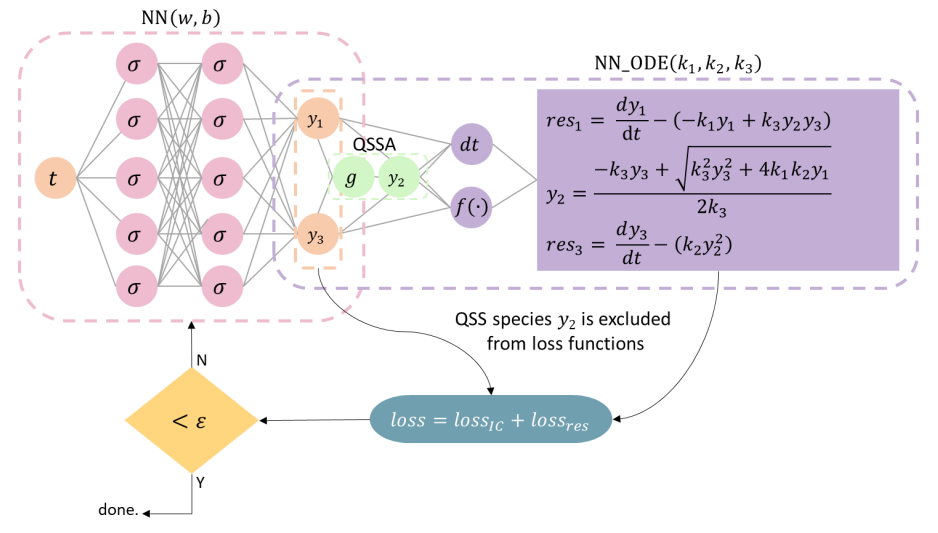 NN(w, b)
NN_ODE(k₁, k₂, k₃)
σ σ
σ σ
t
σ σ
σ σ
σ σ
y₁
QSSA
g y₂
y₃
dt
f(·)
res₁ = dy₁/dt − (−k₁y₁ + k₃y₂y₃)
y₂ = (−k₃y₃ + √(k₃²y₃² + 4k₁k₂y₁))/2k₃
res₃ = dy₃/dt − (k₂y₂²)
QSS species y₂ is excluded
from loss functions
loss = loss_IC + loss_res
< ε
N
Y
done.